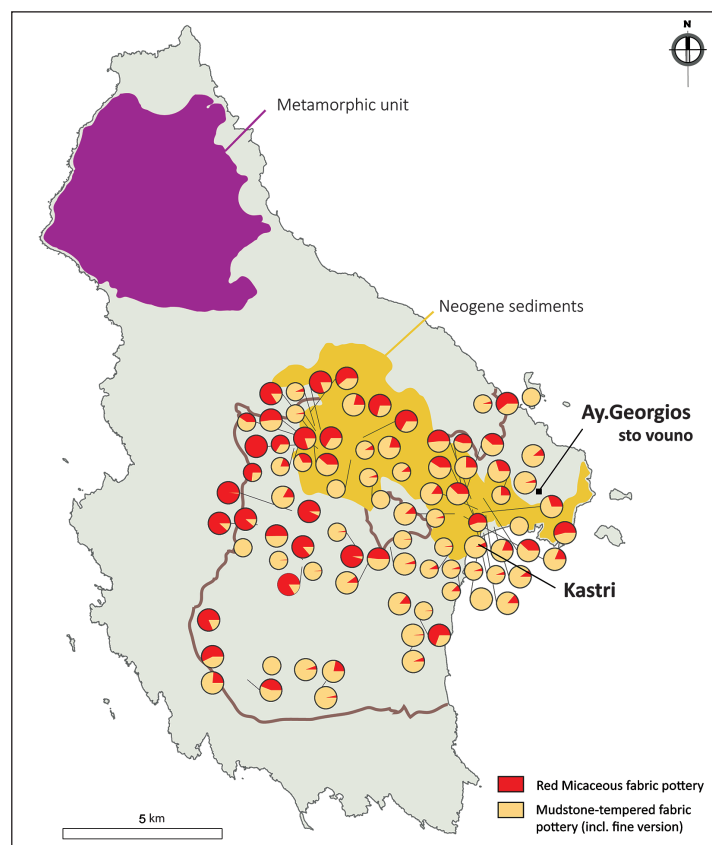 N
Metamorphic unit
Neogene sediments
Ay.Georgios
sto vouno
Kastri
Red Micaceous fabric pottery
Mudstone-tempered fabric
pottery (incl. fine version)
5 km